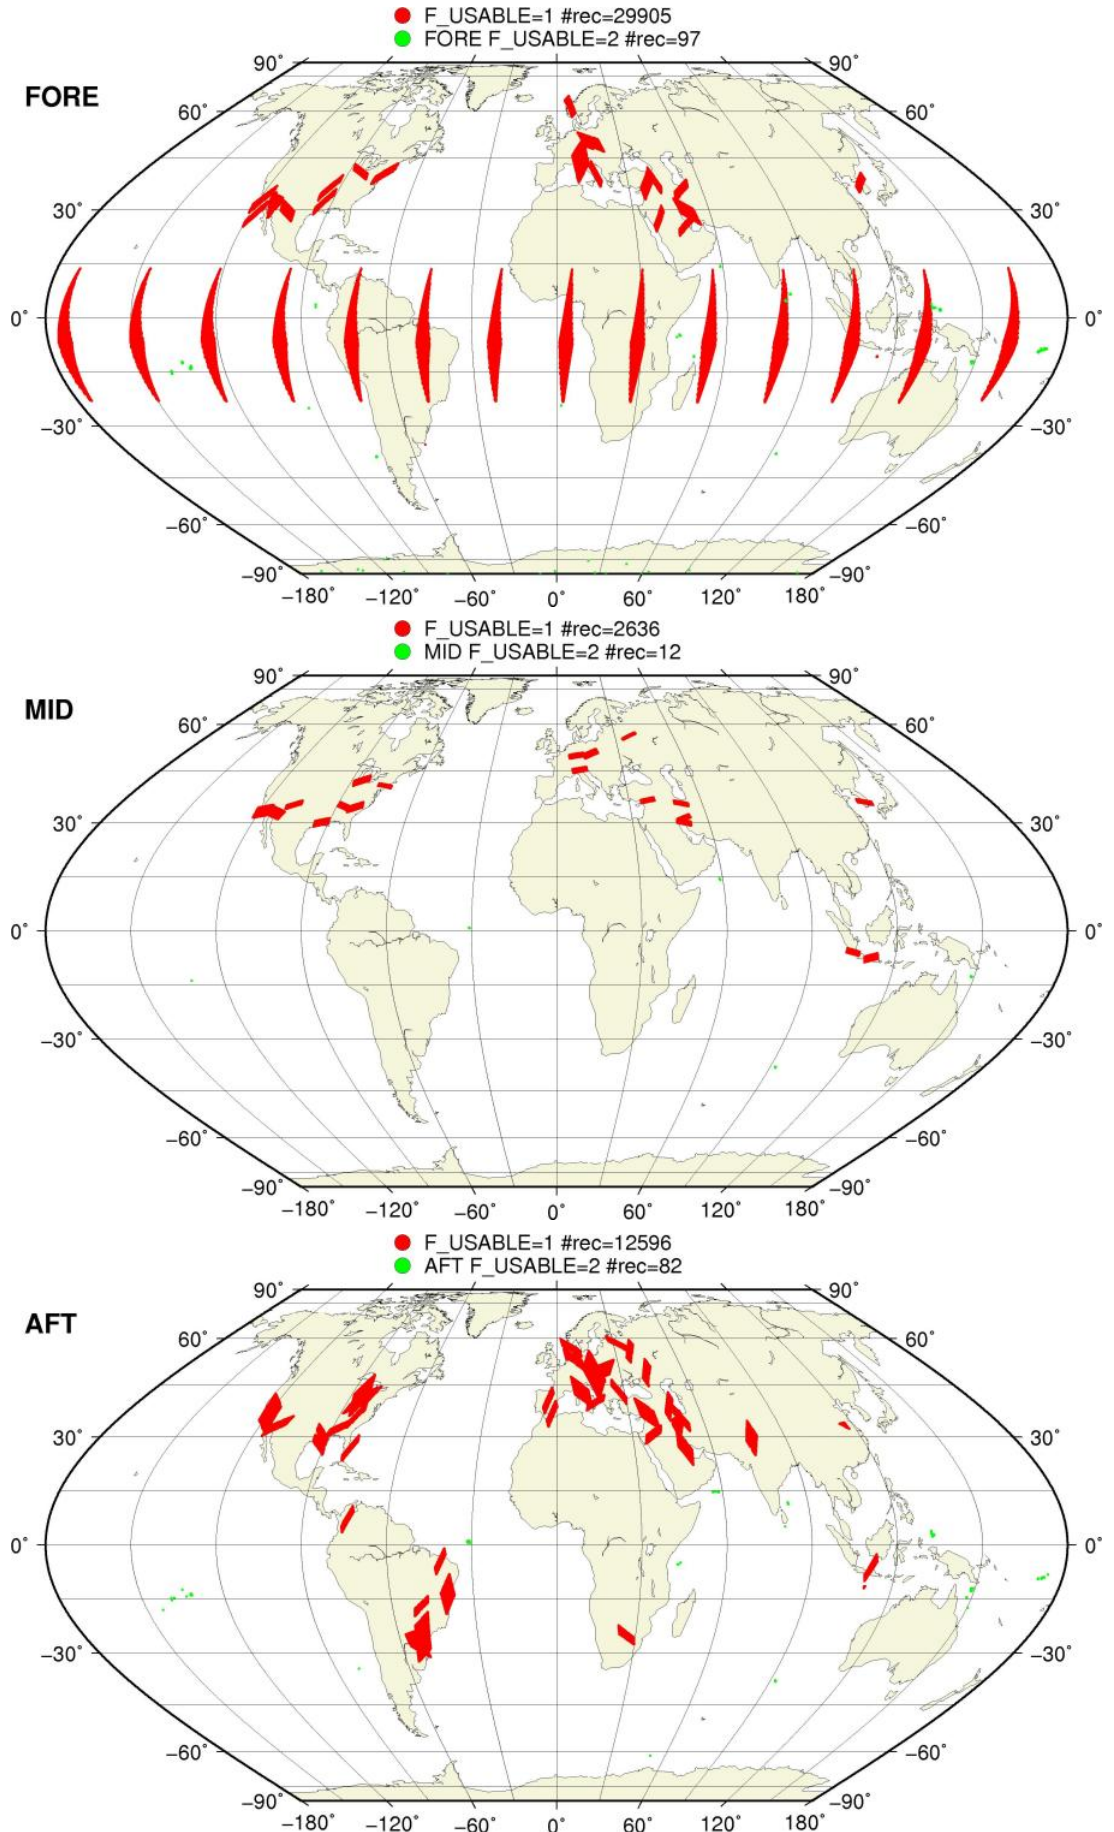 F_USABLE=1 #rec=29905
FORE F_USABLE=2 #rec=97
FORE
90° 90°
60° 60°
30° 30°
0° 0°
−30° −30°
−60° −60°
−90° −90°
−180° −120° −60° 0° 60° 120° 180°
F_USABLE=1 #rec=2636
MID F_USABLE=2 #rec=12
MID
90° 90°
60° 60°
30° 30°
0° 0°
−30° −30°
−60° −60°
−90° −90°
−180° −120° −60° 0° 60° 120° 180°
F_USABLE=1 #rec=12596
AFT F_USABLE=2 #rec=82
AFT
90° 90°
60° 60°
30° 30°
0° 0°
−30° −30°
−60° −60°
−90° −90°
−180° −120° −60° 0° 60° 120° 180°